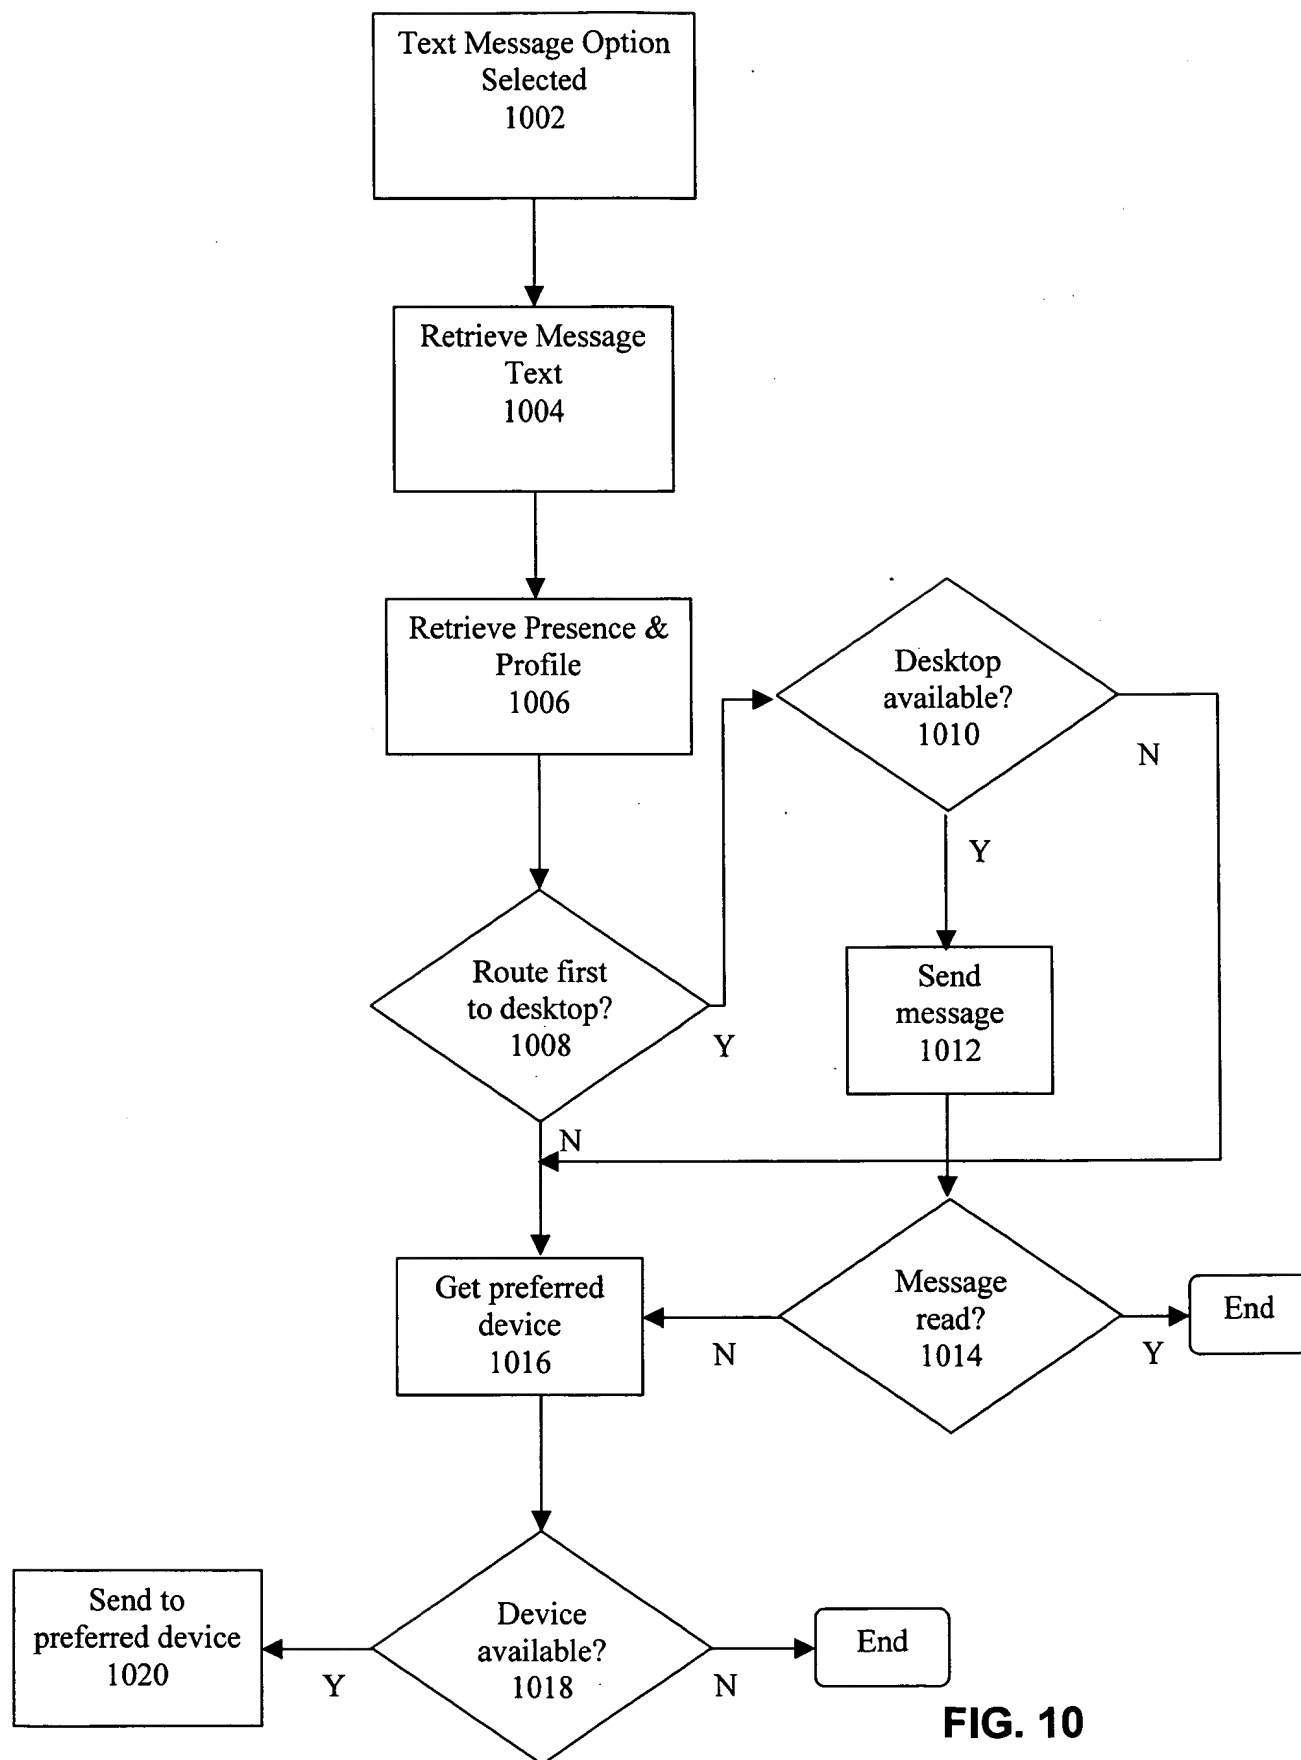 Text Message Option
Selected
1002
Retrieve Message
Text
1004
Retrieve Presence &
Profile
1006
Desktop
available?
1010
N
Y
Route first
to desktop?
1008
Y
Send
message
1012
N
Get preferred
device
1016
N
Message
read?
1014
Y
End
Send to
preferred device
1020
Y
Device
available?
1018
N
End
FIG. 10